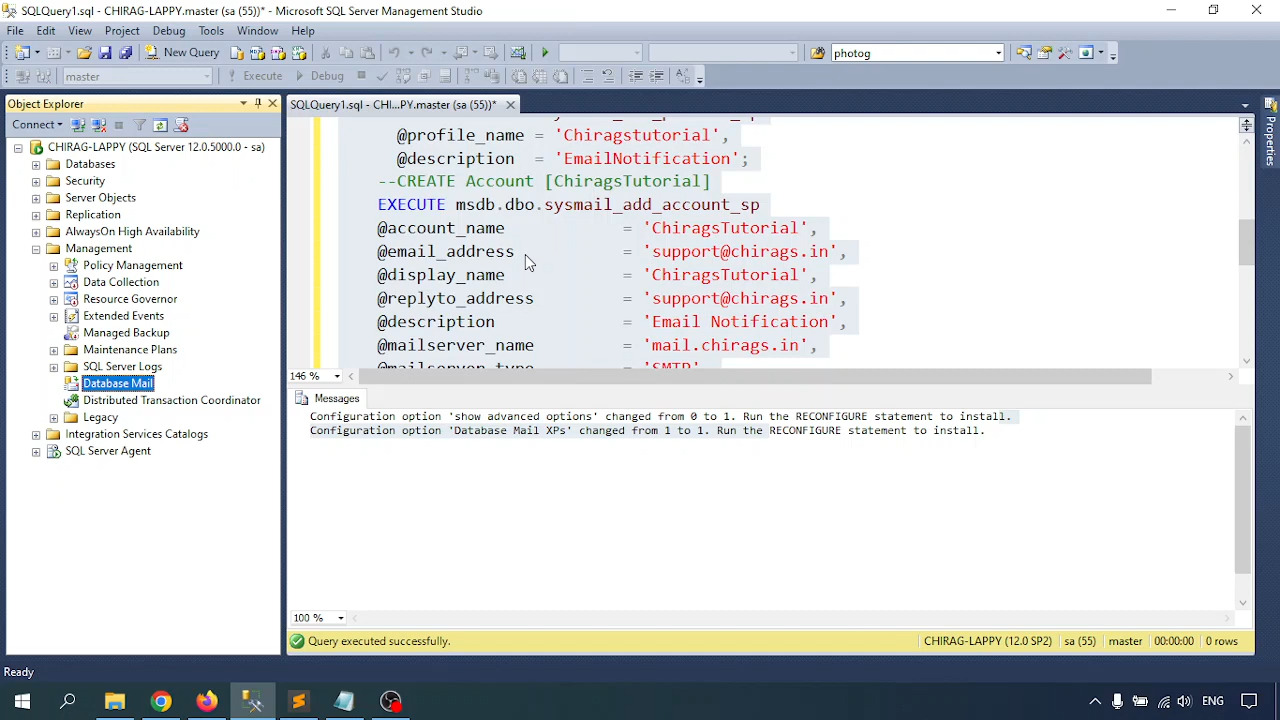 SQLQuery1.sql - CHIRAG-LAPPY.master (sa (55))* - Microsoft SQL Server Management Studio
File Edit View Project Debug Tools Window Help
New Query
photog
master
Execute
Debug
Object Explorer
SQLQuery1.sql - CHI...PY.master (sa (55))*
Connect
CHIRAG-LAPPY (SQL Server 12.0.5000.0 - sa)
Databases
Security
Server Objects
Replication
AlwaysOn High Availability
Management
Policy Management
Data Collection
Resource Governor
Extended Events
Managed Backup
Maintenance Plans
SQL Server Logs
Database Mail
Distributed Transaction Coordinator
Legacy
Integration Services Catalogs
SQL Server Agent
@profile_name = 'Chiragstutorial',
@description = 'EmailNotification';
--CREATE Account [ChiragsTutorial]
EXECUTE msdb.dbo.sysmail_add_account_sp
@account_name = 'ChiragsTutorial',
@email_address = 'support@chirags.in',
@display_name = 'ChiragsTutorial',
@replyto_address = 'support@chirags.in',
@description = 'Email Notification',
@mailserver_name = 'mail.chirags.in',
@mailserver_type = 'SMTP'
146 %
Messages
Configuration option 'show advanced options' changed from 0 to 1. Run the RECONFIGURE statement to install.
Configuration option 'Database Mail XPs' changed from 1 to 1. Run the RECONFIGURE statement to install.
100 %
Query executed successfully.
CHIRAG-LAPPY (12.0 SP2) sa (55) master 00:00:00 0 rows
Properties
Ready
ENG